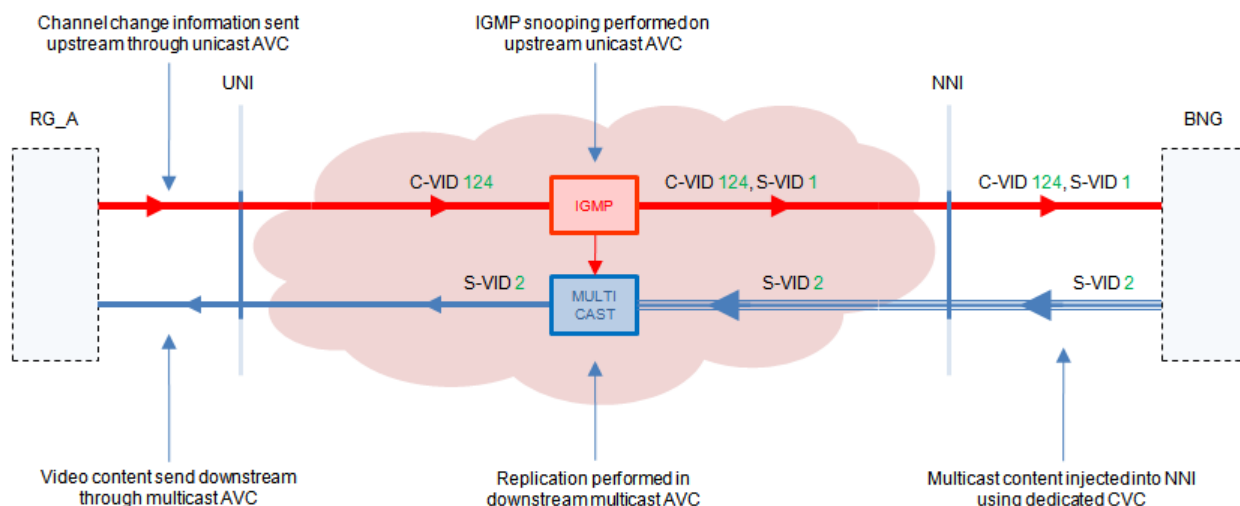 Channel change information sent
upstream through unicast AVC
IGMP snooping performed on
upstream unicast AVC
UNI
NNI
RG_A
BNG
C-VID 124
C-VID 124, S-VID 1
C-VID 124, S-VID 1
IGMP
S-VID 2
MULTI
CAST
S-VID 2
S-VID 2
Video content send downstream
through multicast AVC
Replication performed in
downstream multicast AVC
Multicast content injected into NNI
using dedicated CVC